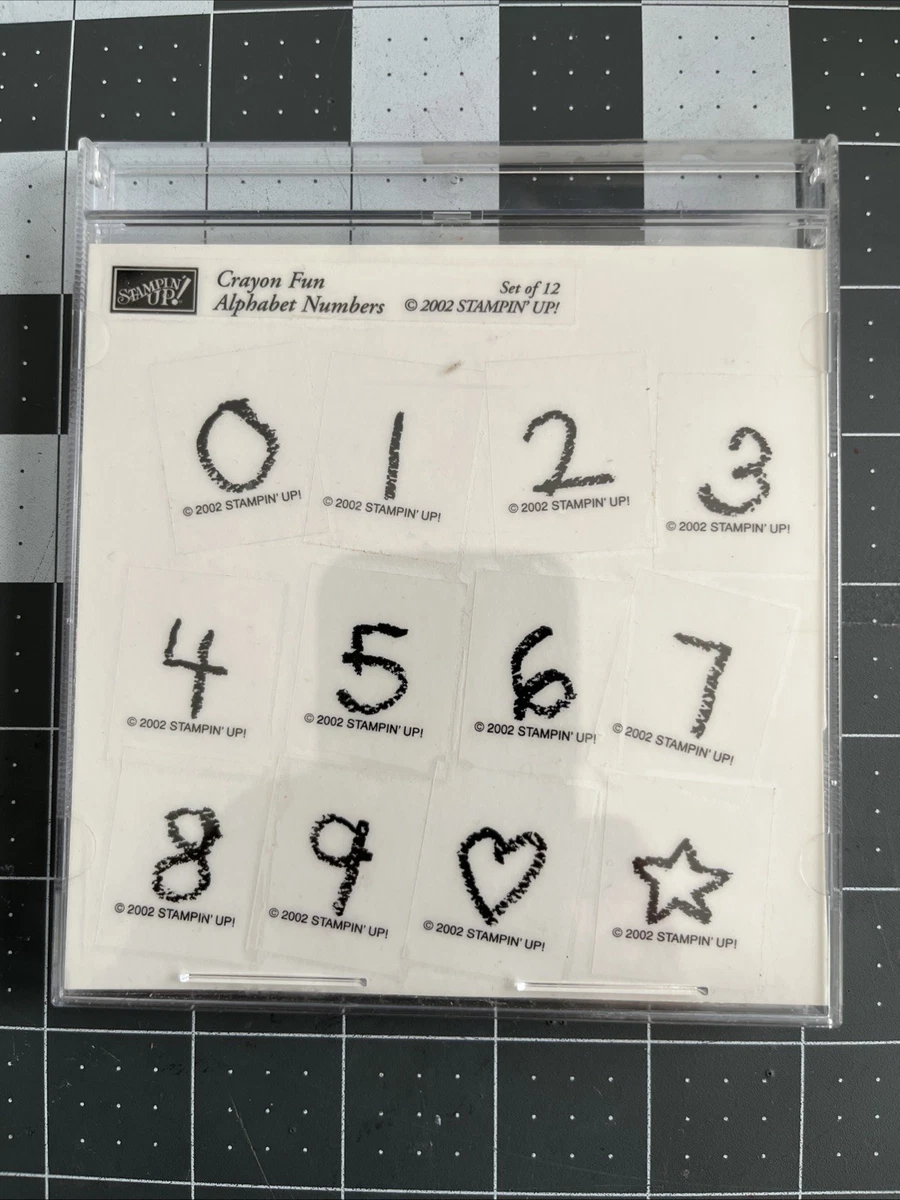 STAMPIN' UP!
Crayon Fun
Alphabet Numbers
Set of 12
© 2002 STAMPIN' UP!
0 1 2 3
© 2002 STAMPIN' UP! © 2002 STAMPIN' UP! © 2002 STAMPIN' UP! © 2002 STAMPIN' UP!
4 5 6 7
© 2002 STAMPIN' UP! © 2002 STAMPIN' UP! © 2002 STAMPIN' UP! © 2002 STAMPIN' UP!
8 9
© 2002 STAMPIN' UP! © 2002 STAMPIN' UP! © 2002 STAMPIN' UP! © 2002 STAMPIN' UP!